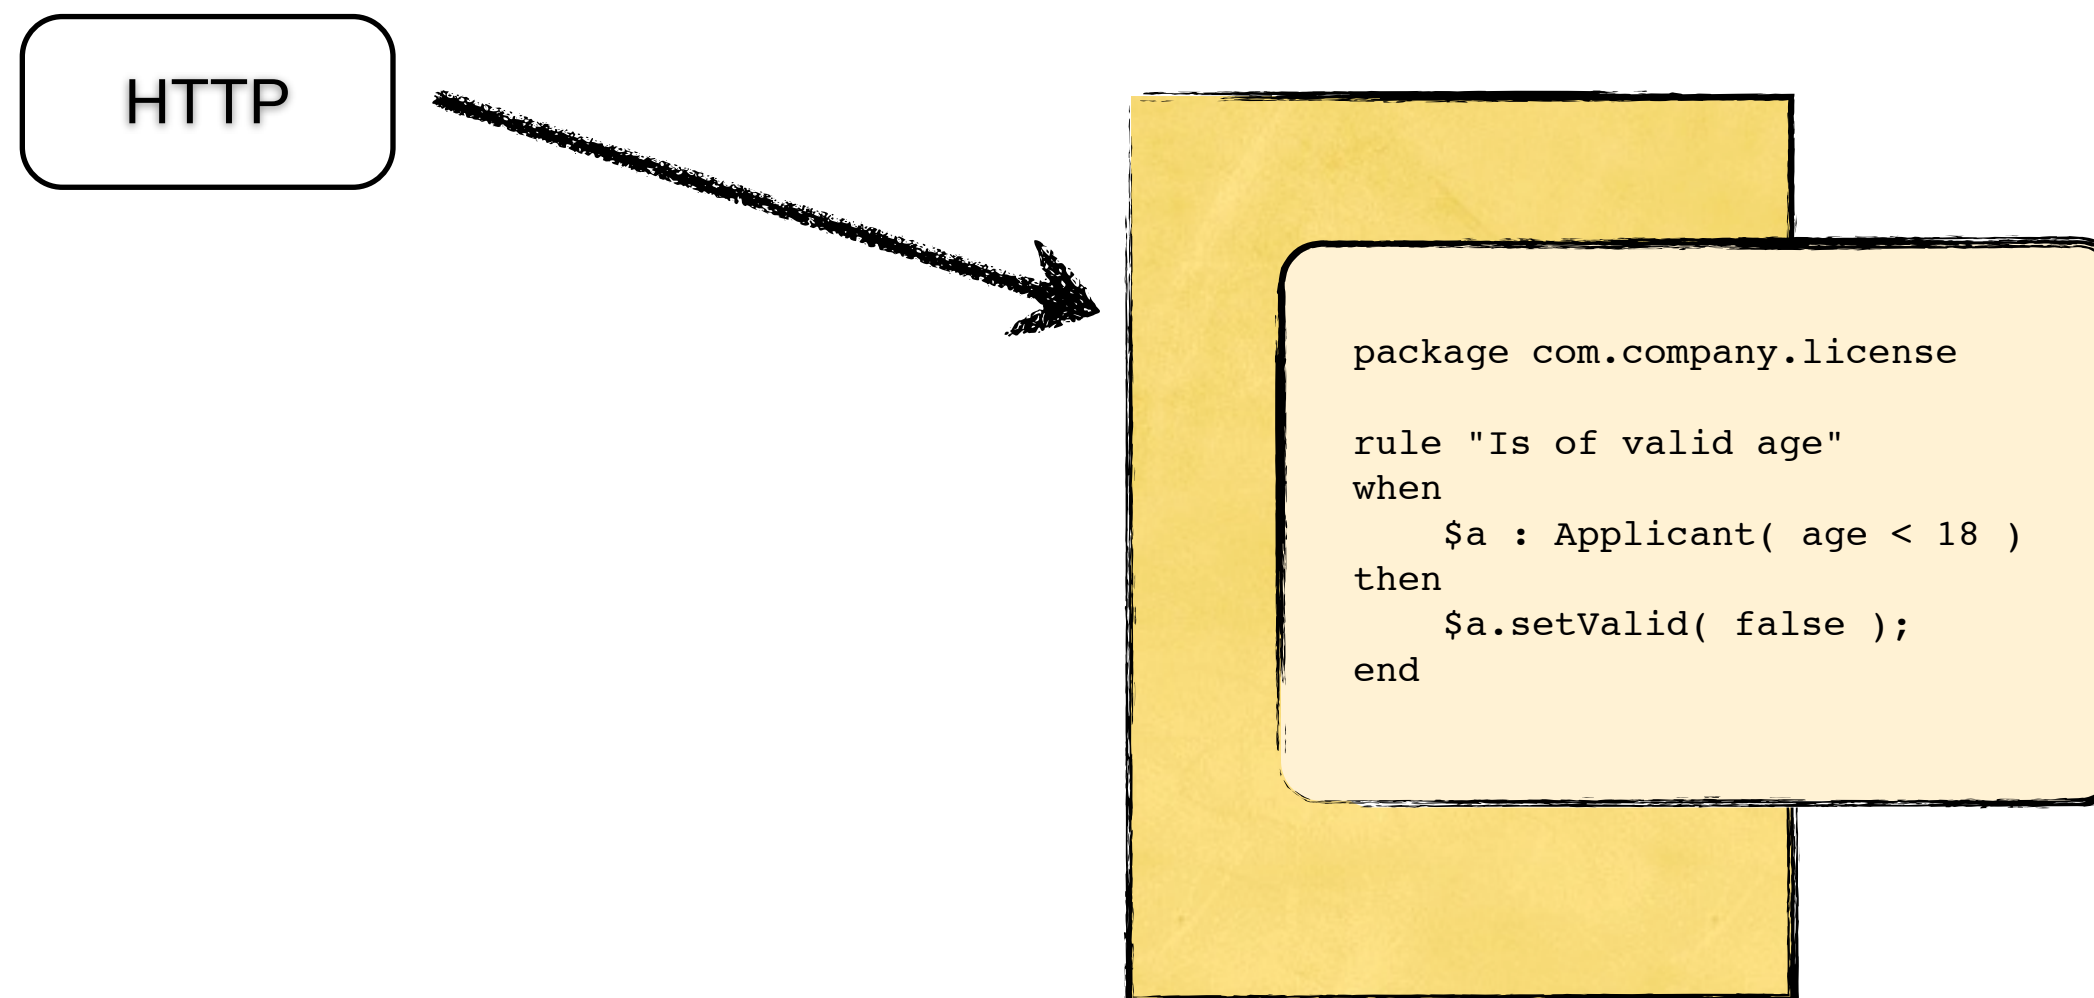 HTTP
package com.company.license
rule "Is of valid age"
when
    $a : Applicant( age < 18 )
then
    $a.setValid( false );
end